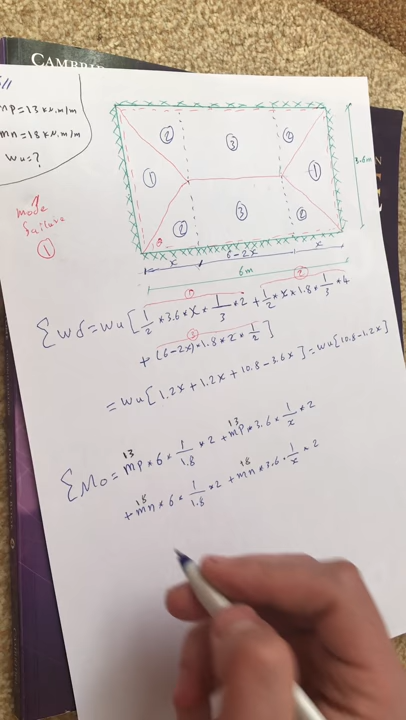 CAMBRI
mp=13 kN.m/m
mn=18 kN.m/m
wu=?
mode
failure
①
② ③ ②
① ①
② ③ ②
θ
3.6m
x 6-2x x
6m
① ②
Σwδ=wu[1/2*3.6*x*1/3*2+1/2*x*1.8*1/3*4
③
+(6-2x)*1.8*2*1/2]
=wu[1.2x+1.2x+10.8-3.6x]=wu[10.8-1.2x]
13 13
ΣMθ=mp*6*1/1.8*2+mp*3.6*1/x*2
18 18
+mn*6*1/1.8*2+mn*3.6*1/x*2